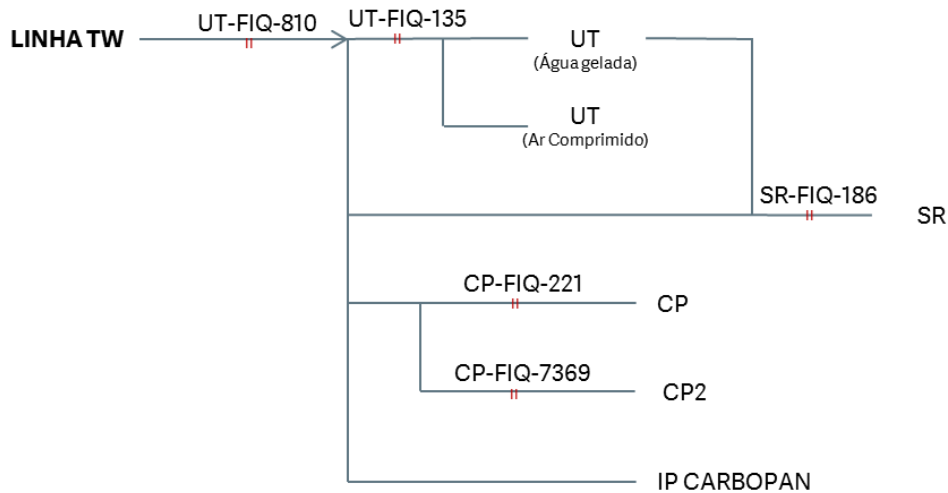 LINHA TW
UT-FIQ-810
UT-FIQ-135
UT
(Água gelada)
UT
(Ar Comprimido)
SR-FIQ-186
SR
CP-FIQ-221
CP
CP-FIQ-7369
CP2
IP CARBOPAN